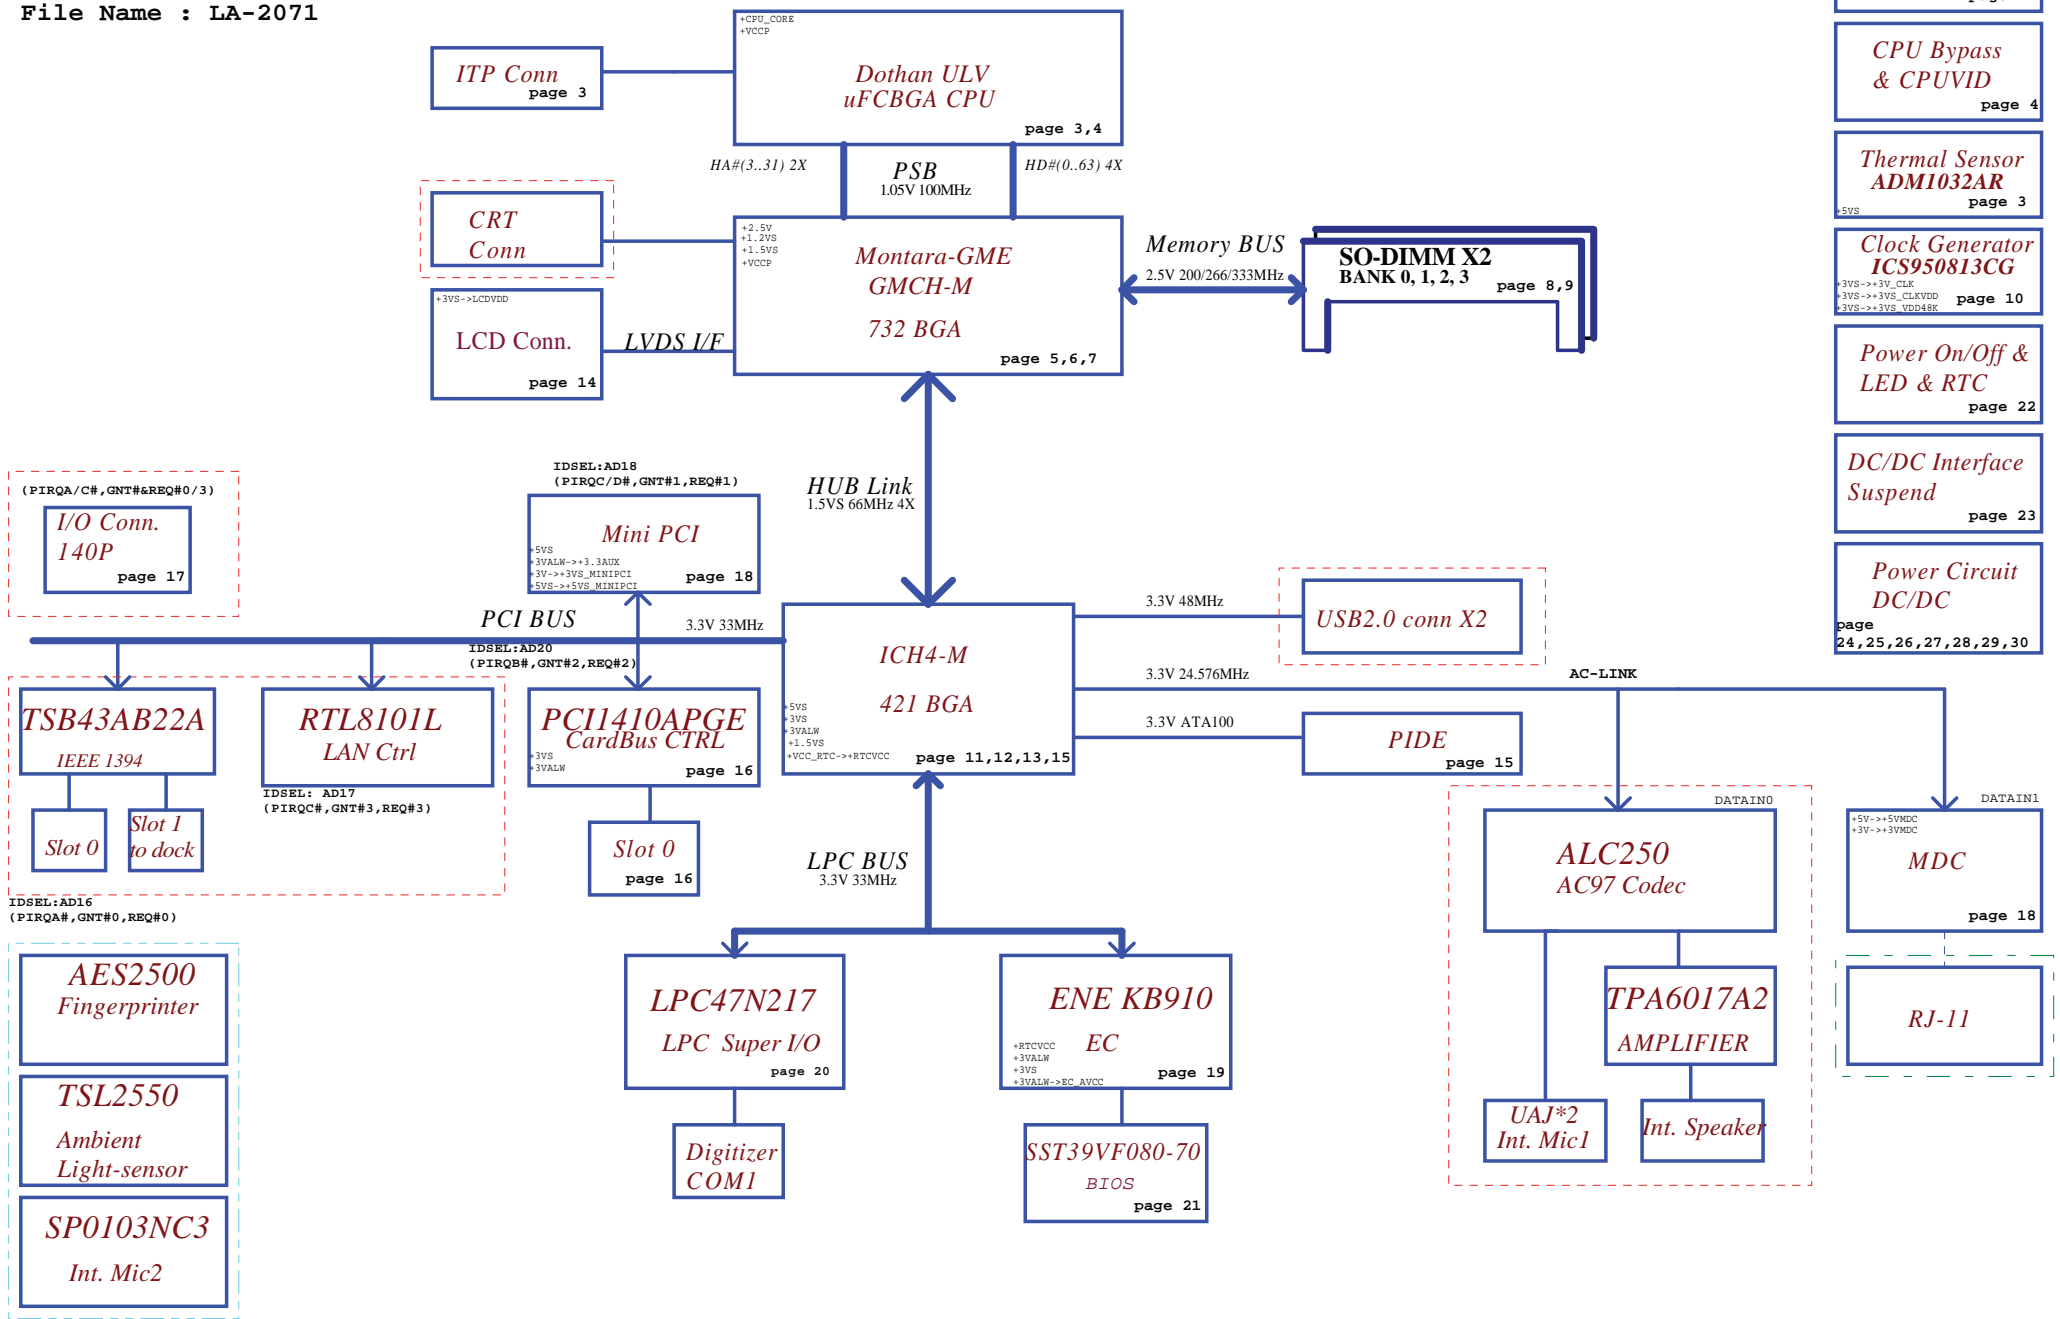 File Name : LA-2071
+CPU_CORE
+VCCP
Dothan ULV
uFCBGA CPU
page 3,4
ITP Conn
page 3
HA#(3..31) 2X
PSB
1.05V 100MHz
HD#(0..63) 4X
CRT
Conn
+2.5V
+1.2VS
+1.5VS
+VCCP
Montara-GME
GMCH-M
732 BGA
page 5,6,7
Memory BUS
2.5V 200/266/333MHz
SO-DIMM X2
BANK 0, 1, 2, 3
page 8,9
+3VS->LCDVDD
LCD Conn.
page 14
LVDS I/F
CPU Bypass
& CPUVID
page 4
Thermal Sensor
ADM1032AR
page 3
+5VS
Clock Generator
ICS950813CG
+3VS->+3V_CLK
+3VS->+3VS_CLKVDD
+3VS->+3VS_VDD48K
page 10
Power On/Off &
LED & RTC
page 22
DC/DC Interface
Suspend
page 23
Power Circuit
DC/DC
page
24,25,26,27,28,29,30
HUB Link
1.5VS 66MHz 4X
(PIRQA/C#,GNT#&REQ#0/3)
I/O Conn.
140P
page 17
IDSEL:AD18
(PIRQC/D#,GNT#1,REQ#1)
Mini PCI
+5VS
+3VALW->+3.3AUX
+3V->+3VS_MINIPCI
+5VS->+5VS_MINIPCI
page 18
PCI BUS
3.3V 33MHz
IDSEL:AD20
(PIRQB#,GNT#2,REQ#2)
ICH4-M
421 BGA
+5VS
+3VS
+3VALW
+1.5VS
+VCC_RTC->+RTCVCC
page 11,12,13,15
3.3V 48MHz
USB2.0 conn X2
3.3V 24.576MHz
AC-LINK
3.3V ATA100
PIDE
page 15
TSB43AB22A
IEEE 1394
Slot 0
Slot 1
to dock
IDSEL:AD16
(PIRQA#,GNT#0,REQ#0)
RTL8101L
LAN Ctrl
IDSEL: AD17
(PIRQC#,GNT#3,REQ#3)
PCI1410APGE
CardBus CTRL
+3VS
+3VALW
page 16
Slot 0
page 16
LPC BUS
3.3V 33MHz
DATAIN0
ALC250
AC97 Codec
DATAIN1
+5V->+5VMDC
+3V->+3VMDC
MDC
page 18
TPA6017A2
AMPLIFIER
RJ-11
UAJ*2
Int. Mic1
Int. Speaker
AES2500
Fingerprinter
TSL2550
Ambient
Light-sensor
SP0103NC3
Int. Mic2
LPC47N217
LPC Super I/O
page 20
Digitizer
COM1
ENE KB910
EC
+RTCVCC
+3VALW
+3VS
+3VALW->EC_AVCC
page 19
SST39VF080-70
BIOS
page 21